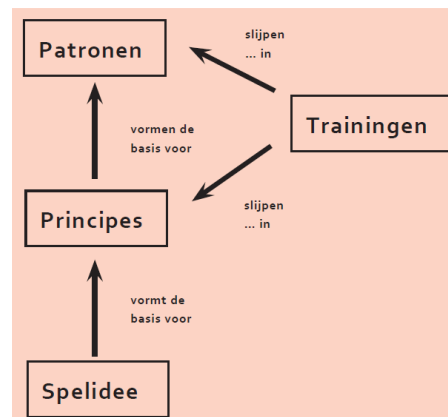 Patronen
slijpen
... in
Trainingen
vormen de
basis voor
Principes
slijpen
... in
vormt de
basis voor
Spelidee